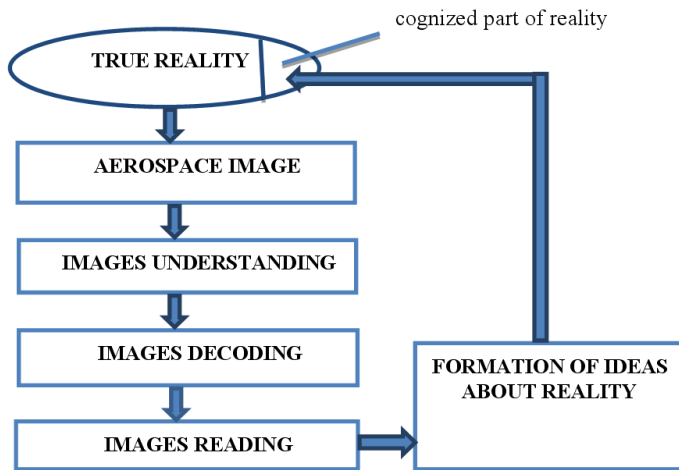 cognized part of reality
TRUE REALITY
AEROSPACE IMAGE
IMAGES UNDERSTANDING
IMAGES DECODING
IMAGES READING
FORMATION OF IDEAS
ABOUT REALITY